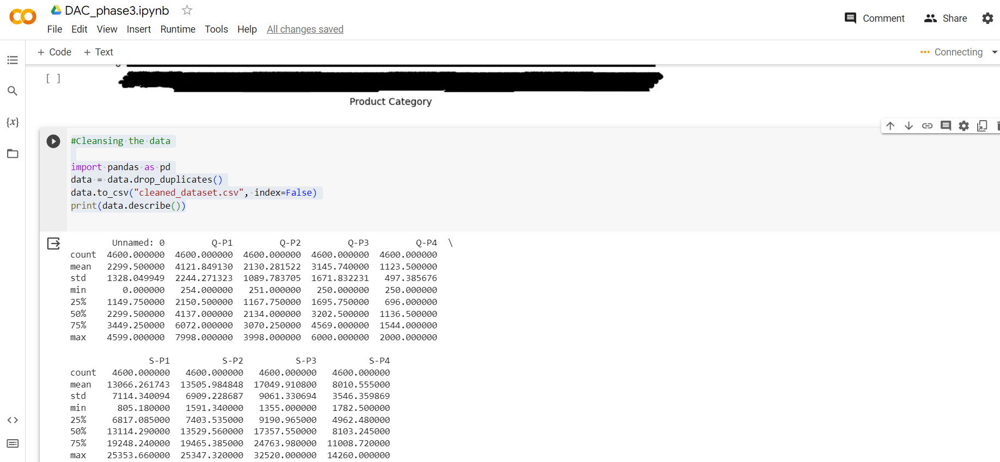 DAC_phase3.ipynb
File Edit View Insert Runtime Tools Help All changes saved
Comment Share
+ Code + Text
Connecting
[ ]
Product Category
{x}
#Cleansing the data
import pandas as pd
data = data.drop_duplicates()
data.to_csv("cleaned_dataset.csv", index=False)
print(data.describe())
Unnamed: 0 Q-P1 Q-P2 Q-P3 Q-P4 \
count 4600.000000 4600.000000 4600.000000 4600.000000 4600.000000
mean 2299.500000 4121.849130 2130.281522 3145.740000 1123.500000
std 1328.049949 2244.271323 1089.783705 1671.832231 497.385676
min 0.000000 254.000000 251.000000 250.000000 250.000000
25% 1149.750000 2150.500000 1167.750000 1695.750000 696.000000
50% 2299.500000 4137.000000 2134.000000 3202.500000 1136.500000
75% 3449.250000 6072.000000 3070.250000 4569.000000 1544.000000
max 4599.000000 7998.000000 3998.000000 6000.000000 2000.000000
S-P1 S-P2 S-P3 S-P4
count 4600.000000 4600.000000 4600.000000 4600.000000
mean 13066.261743 13505.984848 17049.910800 8010.555000
std 7114.340094 6909.228687 9061.330694 3546.359869
min 805.180000 1591.340000 1355.000000 1782.500000
25% 6817.085000 7403.535000 9190.965000 4962.480000
50% 13114.290000 13529.560000 17357.550000 8103.245000
75% 19248.240000 19465.385000 24763.980000 11008.720000
max 25353.660000 25347.320000 32520.000000 14260.000000